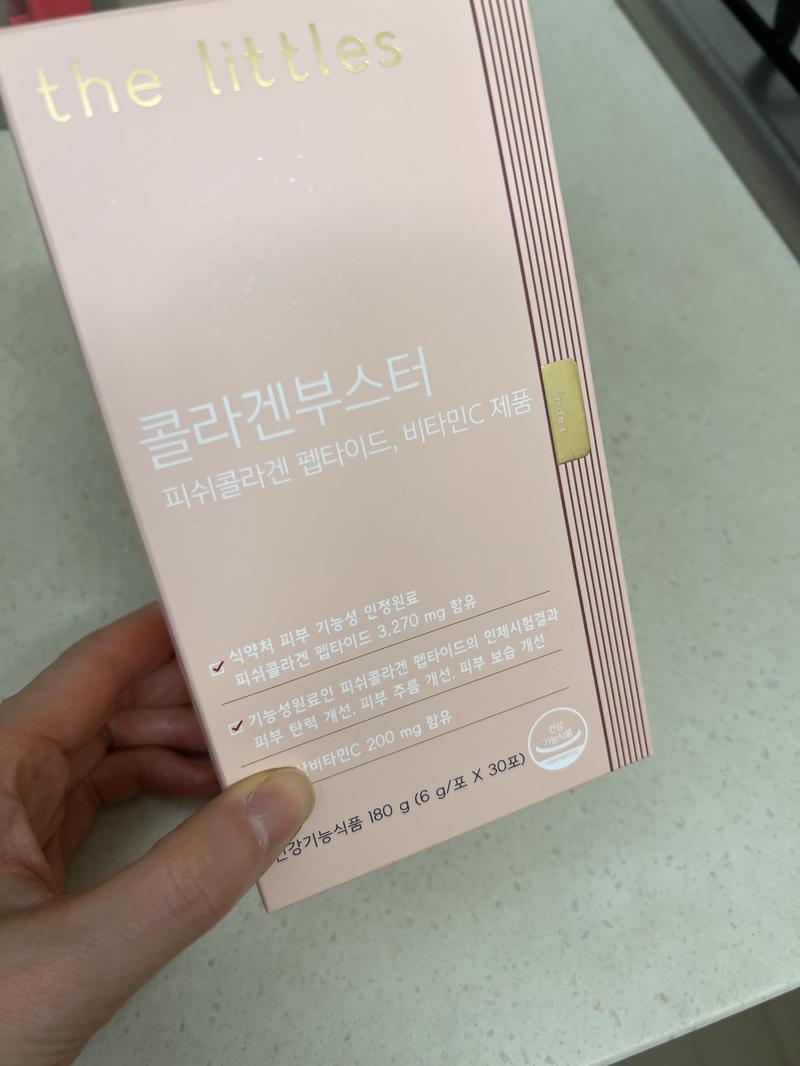 the littles
콜라겐부스터
피쉬콜라겐 펩타이드, 비타민C 제품
식약처 피부 기능성 인정원료
피쉬콜라겐 펩타이드 3,270 mg 함유
기능성원료인 피쉬콜라겐 펩타이드의 인체시험결과
피부 탄력 개선, 피부 주름 개선, 피부 보습 개선
비타민C 200 mg 함유
건강
기능식품
강기능식품 180 g (6 g/포 X 30포)